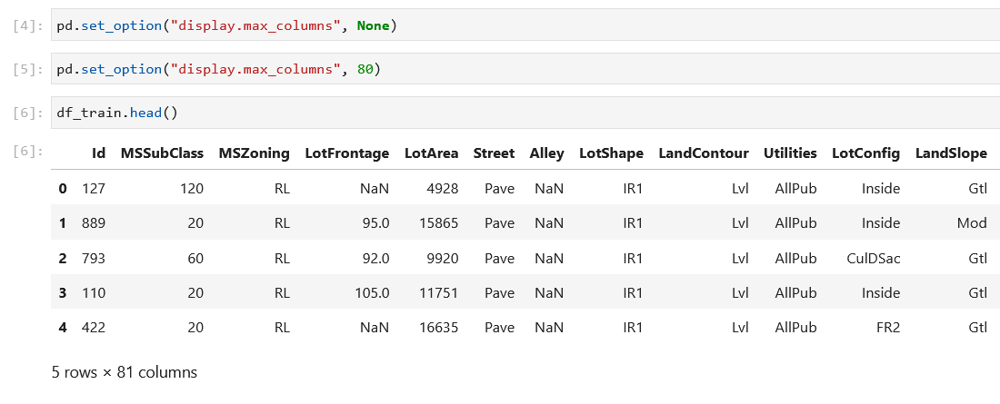 [4]: pd.set_option("display.max_columns", None)
[5]: pd.set_option("display.max_columns", 80)
[6]: df_train.head()
[6]: Id MSSubClass MSZoning LotFrontage LotArea Street Alley LotShape LandContour Utilities LotConfig LandSlope
0 127 120 RL NaN 4928 Pave NaN IR1 Lvl AllPub Inside Gtl
1 889 20 RL 95.0 15865 Pave NaN IR1 Lvl AllPub Inside Mod
2 793 60 RL 92.0 9920 Pave NaN IR1 Lvl AllPub CulDSac Gtl
3 110 20 RL 105.0 11751 Pave NaN IR1 Lvl AllPub Inside Gtl
4 422 20 RL NaN 16635 Pave NaN IR1 Lvl AllPub FR2 Gtl
5 rows × 81 columns